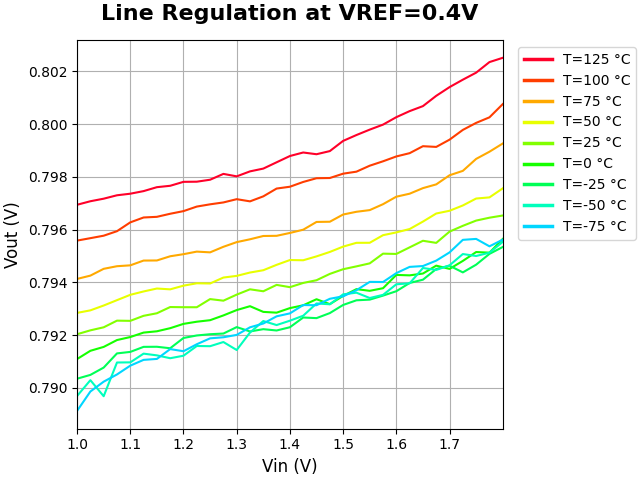 Line Regulation at VREF=0.4V
Vout (V)
0.802
0.800
0.798
0.796
0.794
0.792
0.790
1.0 1.1 1.2 1.3 1.4 1.5 1.6 1.7
Vin (V)
T=125 °C
T=100 °C
T=75 °C
T=50 °C
T=25 °C
T=0 °C
T=-25 °C
T=-50 °C
T=-75 °C